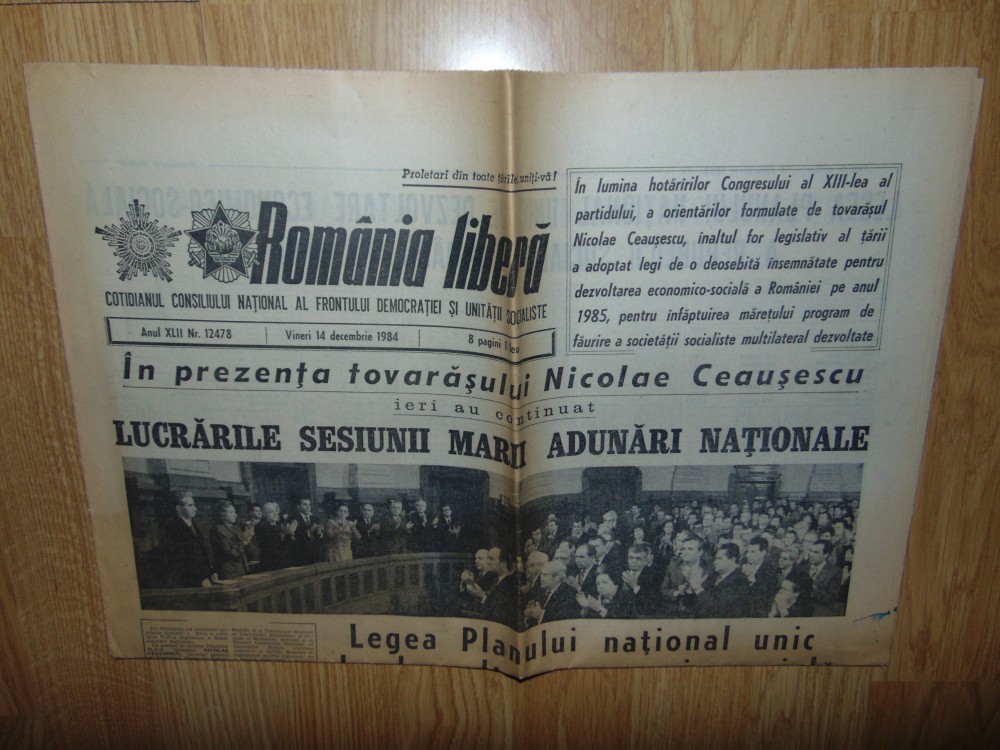 Proletari din toate țările, uniți-vă!
România liberă
COTIDIANUL CONSILIULUI NAȚIONAL AL FRONTULUI DEMOCRAȚIEI ȘI UNITĂȚII SOCIALISTE
Anul XLII Nr. 12478
Vineri 14 decembrie 1984
8 pagini 1 leu
În lumina hotărîrilor Congresului al XIII-lea al
partidului, a orientărilor formulate de tovarășul
Nicolae Ceaușescu, înaltul for legislativ al țării
a adoptat legi de o deosebită însemnătate pentru
dezvoltarea economico-socială a României pe anul
1985, pentru înfăptuirea mărețului program de
făurire a societății socialiste multilateral dezvoltate
În prezența tovarășului Nicolae Ceaușescu
ieri au continuat
LUCRĂRILE SESIUNII MARII ADUNĂRI NAȚIONALE
Legea Planului național unic